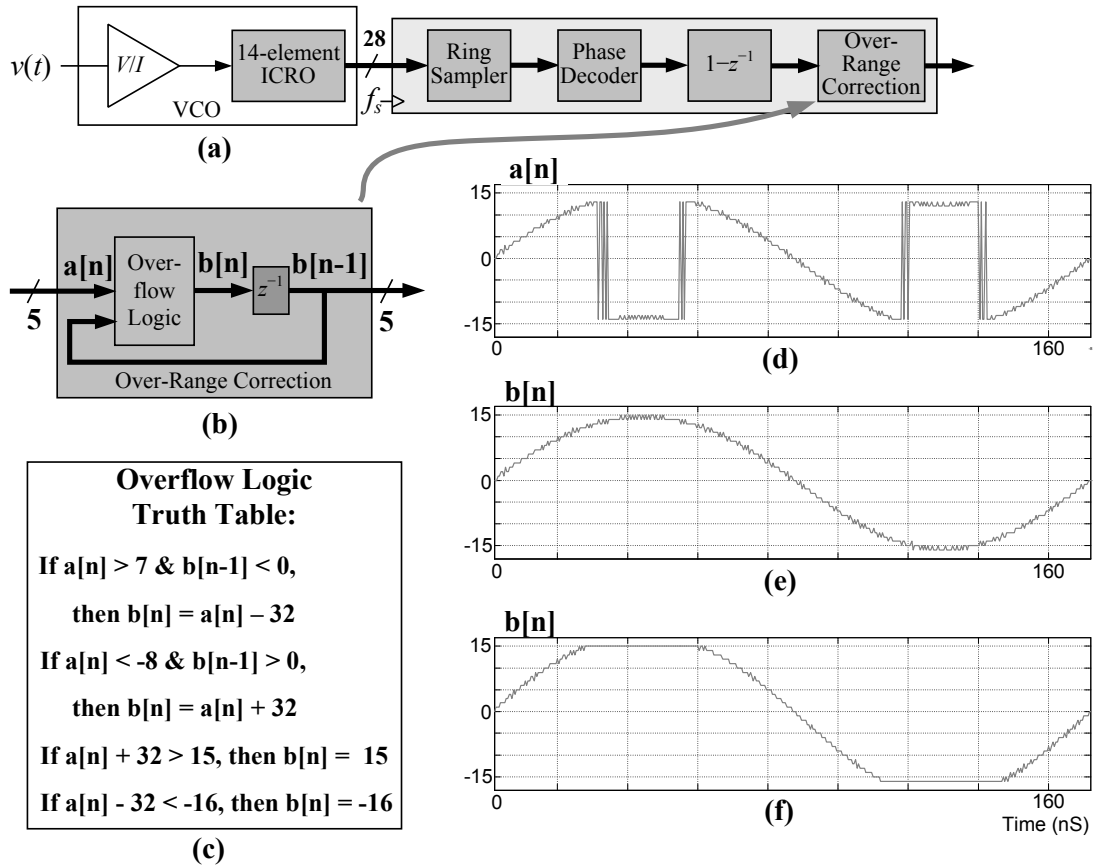 v(t)
V/I
14-element
ICRO
VCO
28
fs
Ring
Sampler
Phase
Decoder
1−z−1
Over-
Range
Correction
(a)
a[n]
Over-
flow
Logic
b[n]
z−1
b[n-1]
5
5
Over-Range Correction
(b)
Overflow Logic
Truth Table:
If a[n] > 7 & b[n-1] < 0,
then b[n] = a[n] – 32
If a[n] < -8 & b[n-1] > 0,
then b[n] = a[n] + 32
If a[n] + 32 > 15, then b[n] = 15
If a[n] - 32 < -16, then b[n] = -16
(c)
a[n]
15
0
-15
0
160
(d)
b[n]
15
0
-15
0
160
(e)
b[n]
15
0
-15
0
160
Time (nS)
(f)